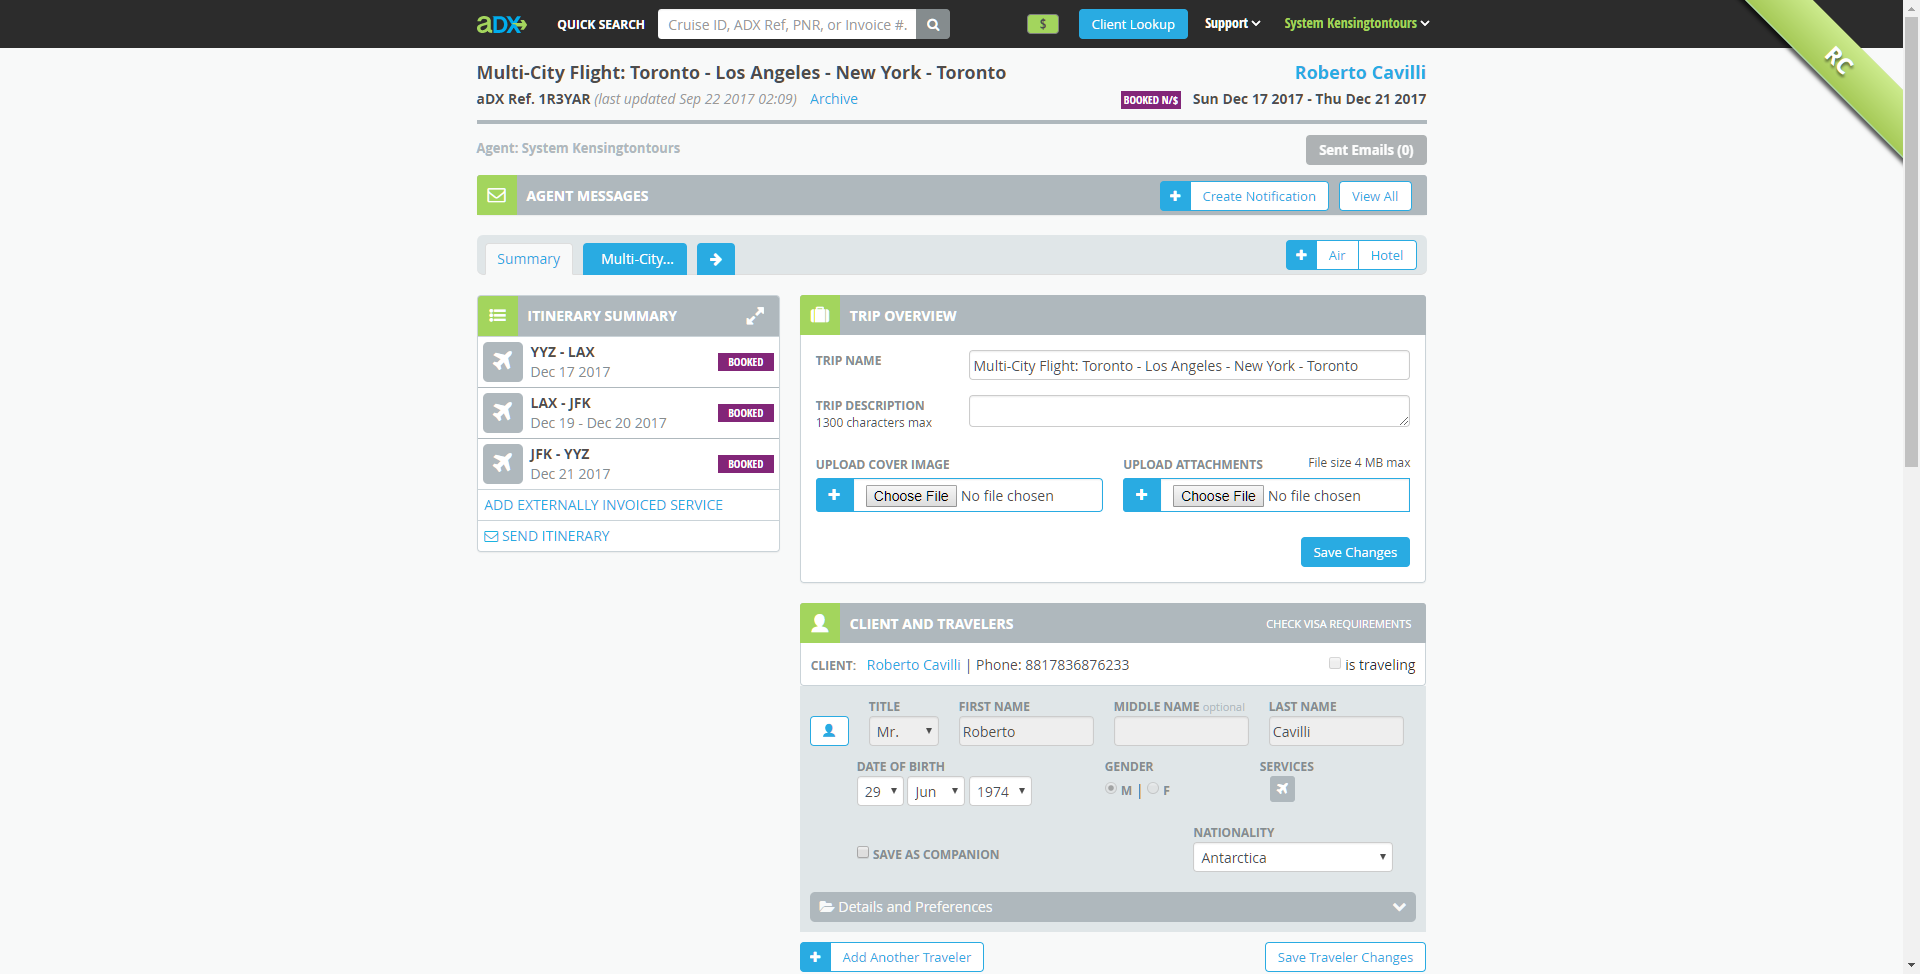 aDX QUICK SEARCH Cruise ID, ADX Ref, PNR, or Invoice #. $ Client Lookup Support System Kensingtontours
RC
Multi-City Flight: Toronto - Los Angeles - New York - Toronto Roberto Cavilli
aDX Ref. 1R3YAR (last updated Sep 22 2017 02:09) Archive BOOKED N/$ Sun Dec 17 2017 - Thu Dec 21 2017
Agent: System Kensingtontours Sent Emails (0)
AGENT MESSAGES Create Notification View All
Summary Multi-City... Air Hotel
ITINERARY SUMMARY
YYZ - LAX
Dec 17 2017
BOOKED
LAX - JFK
Dec 19 - Dec 20 2017
BOOKED
JFK - YYZ
Dec 21 2017
BOOKED
ADD EXTERNALLY INVOICED SERVICE
SEND ITINERARY
TRIP OVERVIEW
TRIP NAME Multi-City Flight: Toronto - Los Angeles - New York - Toronto
TRIP DESCRIPTION
1300 characters max
UPLOAD COVER IMAGE UPLOAD ATTACHMENTS File size 4 MB max
Choose File No file chosen Choose File No file chosen
Save Changes
CLIENT AND TRAVELERS CHECK VISA REQUIREMENTS
CLIENT: Roberto Cavilli | Phone: 8817836876233 is traveling
TITLE FIRST NAME MIDDLE NAME optional LAST NAME
Mr. Roberto Cavilli
DATE OF BIRTH GENDER SERVICES
29 Jun 1974 M | F
NATIONALITY
SAVE AS COMPANION Antarctica
Details and Preferences
Add Another Traveler Save Traveler Changes